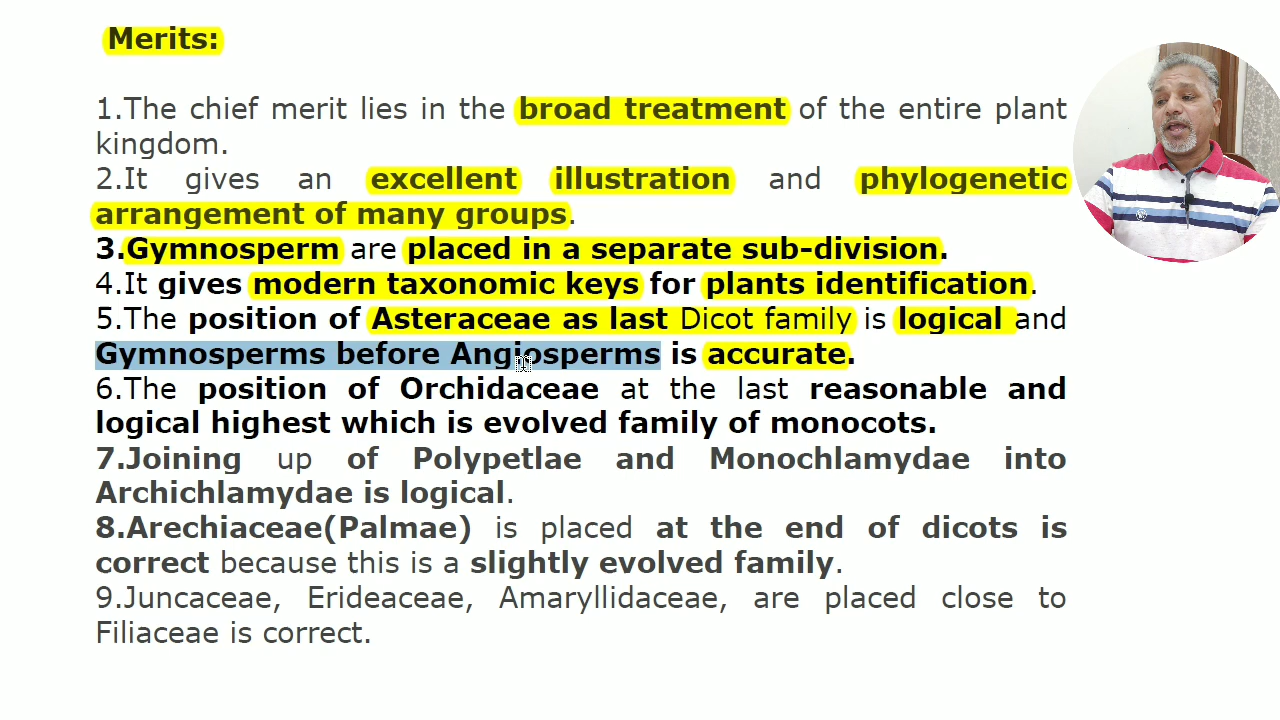 Merits:
1.The chief merit lies in the broad treatment of the entire plant
kingdom.
2.It gives an excellent illustration and phylogenetic
arrangement of many groups.
3.Gymnosperm are placed in a separate sub-division.
4.It gives modern taxonomic keys for plants identification.
5.The position of Asteraceae as last Dicot family is logical and
Gymnosperms before Angiosperms is accurate.
6.The position of Orchidaceae at the last reasonable and
logical highest which is evolved family of monocots.
7.Joining up of Polypetlae and Monochlamydae into
Archichlamydae is logical.
8.Arechiaceae(Palmae) is placed at the end of dicots is
correct because this is a slightly evolved family.
9.Juncaceae, Erideaceae, Amaryllidaceae, are placed close to
Filiaceae is correct.